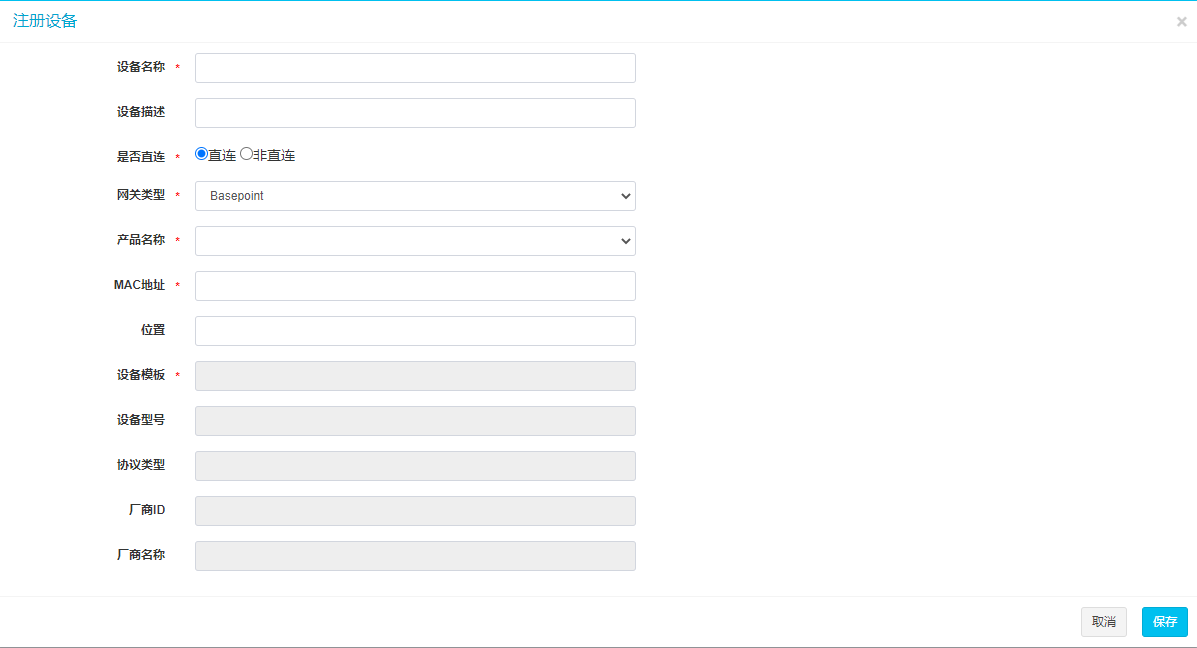 注册设备 ×
设备名称 *
设备描述
是否直连 * 直连 非直连
网关类型 * Basepoint
产品名称 *
MAC地址 *
位置
设备模板 *
设备型号
协议类型
厂商ID
厂商名称
取消 保存